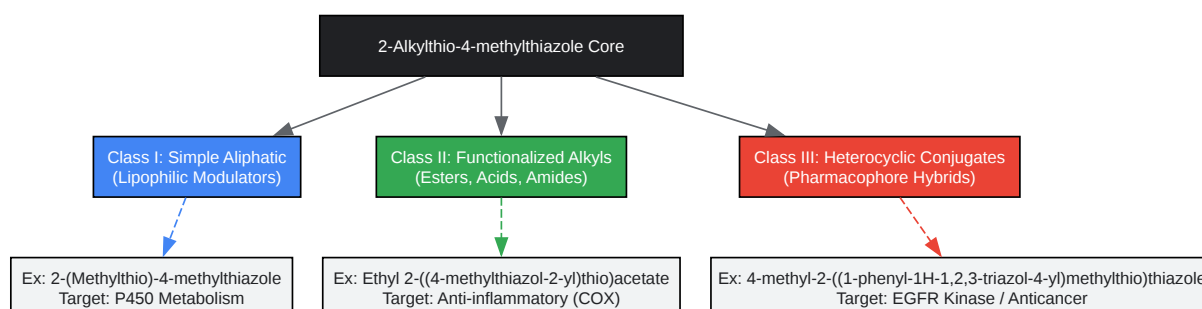 2-Alkylthio-4-methylthiazole Core
Class I: Simple Aliphatic
(Lipophilic Modulators)
Class II: Functionalized Alkyls
(Esters, Acids, Amides)
Class III: Heterocyclic Conjugates
(Pharmacophore Hybrids)
Ex: 2-(Methylthio)-4-methylthiazole
Target: P450 Metabolism
Ex: Ethyl 2-((4-methylthiazol-2-yl)thio)acetate
Target: Anti-inflammatory (COX)
Ex: 4-methyl-2-((1-phenyl-1H-1,2,3-triazol-4-yl)methylthio)thiazole
Target: EGFR Kinase / Anticancer